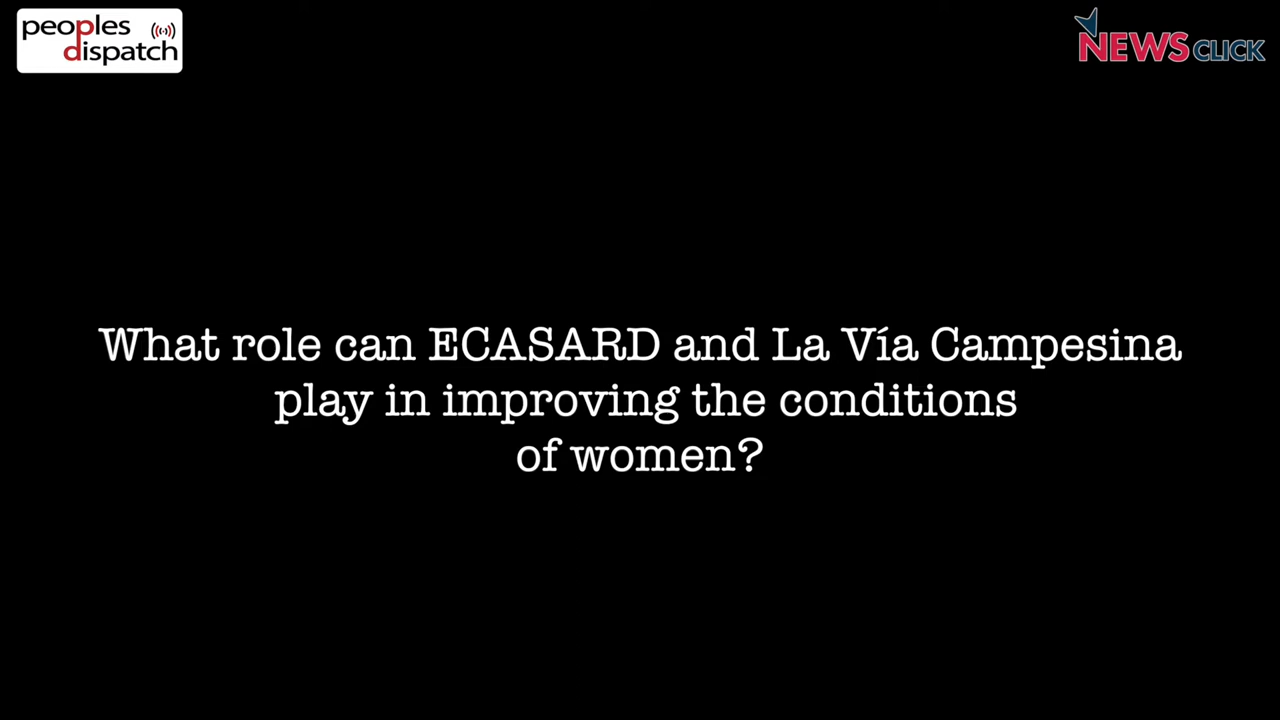 peoples
dispatch
NEWSCLICK
What role can ECASARD and La Vía Campesina
play in improving the conditions
of women?